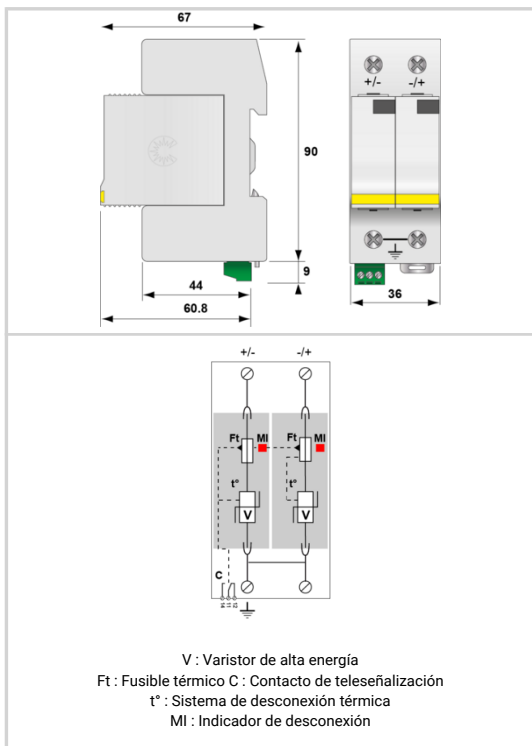 67
+/-
-/+
90
44
9
60.8
36
+/-
-/+
Ft
MI
Ft
MI
t°
t°
V
V
C
V : Varistor de alta energía
Ft : Fusible térmico C : Contacto de teleseñalización
t° : Sistema de desconexión térmica
MI : Indicador de desconexión